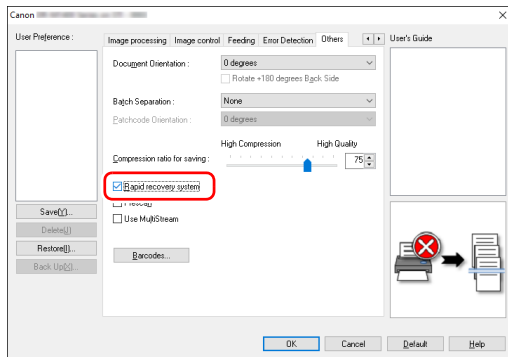 Canon
User Preference :
Image processing Image control Feeding Error Detection Others
User's Guide
Document Orientation : 0 degrees
Rotate +180 degrees Back Side
Batch Separation : None
Patchcode Orientation : 0 degrees
High Compression High Quality
Compression ratio for saving : 75
Rapid recovery system
Prescan
Use MultiStream
Barcodes...
Save(Y)...
Delete(J)
Restore(I)...
Back Up(X)...
OK Cancel Default Help